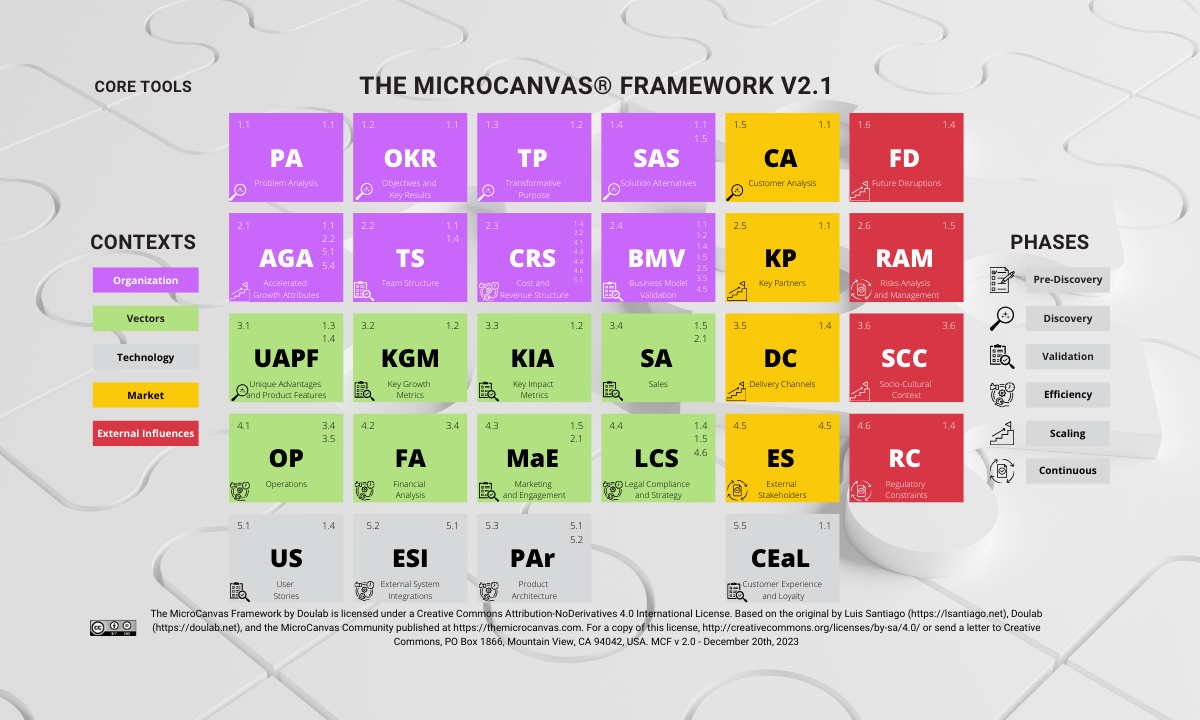 CORE TOOLS
THE MICROCANVAS® FRAMEWORK V2.1
1.1 1.1
PA
Problem Analysis
1.2 1.1
OKR
Objectives and
Key Results
1.3 1.2
TP
Transformative
Purpose
1.4 1.1
1.5
SAS
Solution Alternatives
1.5 1.1
CA
Customer Analysis
1.6 1.4
FD
Future Disruptions
CONTEXTS
Organization
Vectors
Technology
Market
External Influences
2.1 1.1
2.2
5.1
5.4
AGA
Accelerated
Growth Attributes
2.2 1.1
1.4
TS
Team Structure
2.3 1.4
2.2
4.1
4.3
4.4
4.6
5.1
CRS
Cost and
Revenue Structure
2.4 1.1
1.2
1.4
1.5
2.5
3.5
4.5
BMV
Business Model
Validation
2.5 1.1
KP
Key Partners
2.6 1.5
RAM
Risks Analysis
and Management
3.1 1.3
1.4
UAPF
Unique Advantages
and Product Features
3.2 1.2
KGM
Key Growth
Metrics
3.3 1.2
KIA
Key Impact
Metrics
3.4 1.5
2.1
SA
Sales
3.5 1.4
DC
Delivery Channels
3.6 3.6
SCC
Socio-Cultural
Context
4.1 3.4
3.5
OP
Operations
4.2 3.4
FA
Financial
Analysis
4.3 1.5
2.1
MaE
Marketing
and Engagement
4.4 1.4
1.5
4.6
LCS
Legal Compliance
and Strategy
4.5 4.5
ES
External
Stakeholders
4.6 1.4
RC
Regulatory
Constraints
5.1 1.4
US
User
Stories
5.2 5.1
ESI
External System
Integrations
5.3 5.1
5.2
PAr
Product
Architecture
5.5 1.1
CEaL
Customer Experience
and Loyalty
PHASES
Pre-Discovery
Discovery
Validation
Efficiency
Scaling
Continuous
The MicroCanvas Framework by Doulab is licensed under a Creative Commons Attribution-NoDerivatives 4.0 International License. Based on the original by Luis Santiago (https://lsantiago.net), Doulab
(https://doulab.net), and the MicroCanvas Community published at https://themicrocanvas.com. For a copy of this license, http://creativecommons.org/licenses/by-sa/4.0/ or send a letter to Creative
Commons, PO Box 1866, Mountain View, CA 94042, USA. MCF v 2.0 - December 20th, 2023
CC
BY ND